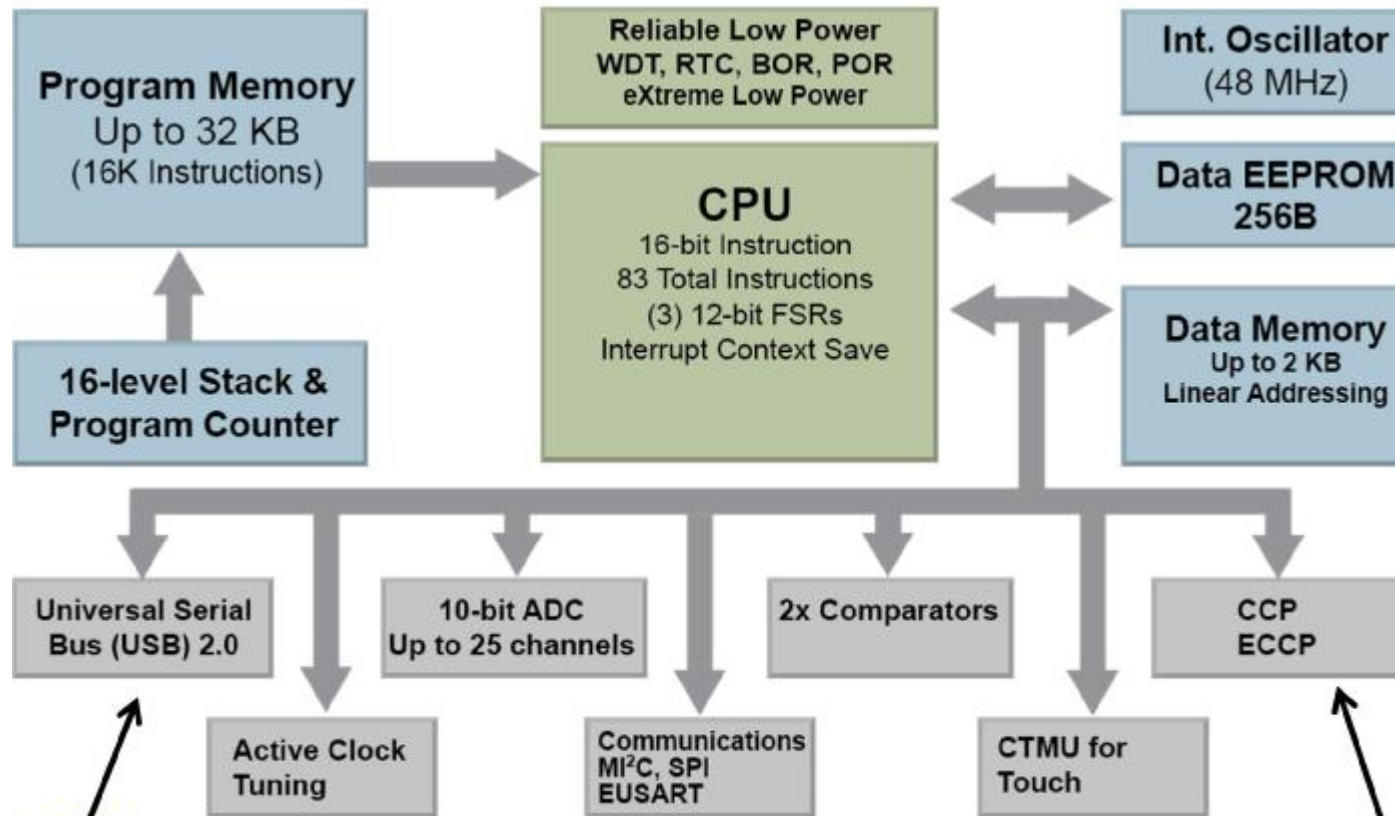 Program Memory
Up to 32 KB
(16K Instructions)
Reliable Low Power
WDT, RTC, BOR, POR
eXtreme Low Power
Int. Oscillator
(48 MHz)
CPU
16-bit Instruction
83 Total Instructions
(3) 12-bit FSRs
Interrupt Context Save
Data EEPROM
256B
16-level Stack &
Program Counter
Data Memory
Up to 2 KB
Linear Addressing
Universal Serial
Bus (USB) 2.0
10-bit ADC
Up to 25 channels
2x Comparators
CCP
ECCP
Active Clock
Tuning
Communications
MI²C, SPI
EUSART
CTMU for
Touch